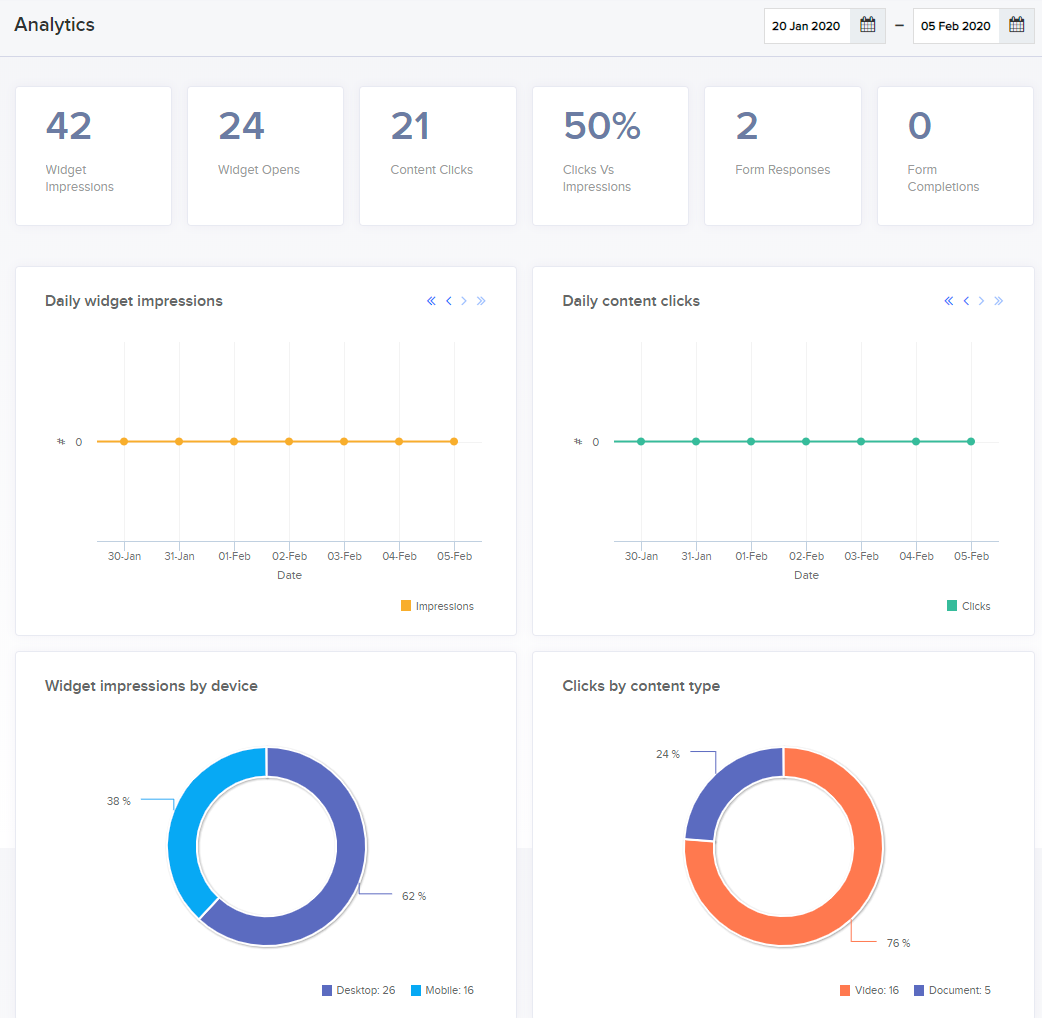 Analytics
20 Jan 2020 – 05 Feb 2020
42
Widget
Impressions
24
Widget Opens
21
Content Clicks
50%
Clicks Vs
Impressions
2
Form Responses
0
Form
Completions
Daily widget impressions
« ‹ › »
# 0
30-Jan 31-Jan 01-Feb 02-Feb 03-Feb 04-Feb 05-Feb
Date
Impressions
Daily content clicks
« ‹ › »
# 0
30-Jan 31-Jan 01-Feb 02-Feb 03-Feb 04-Feb 05-Feb
Date
Clicks
Widget impressions by device
38 %
62 %
Desktop: 26 Mobile: 16
Clicks by content type
24 %
76 %
Video: 16 Document: 5